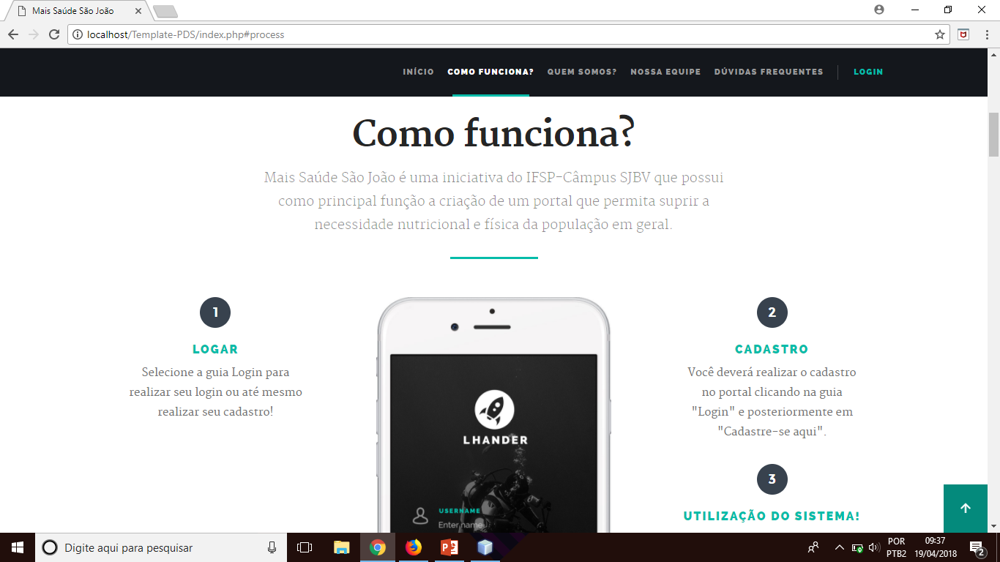 Mais Saúde São João
localhost/Template-PDS/index.php#process
INÍCIO COMO FUNCIONA? QUEM SOMOS? NOSSA EQUIPE DÚVIDAS FREQUENTES LOGIN
Como funciona?
Mais Saúde São João é uma iniciativa do IFSP-Câmpus SJBV que possui
como principal função a criação de um portal que permita suprir a
necessidade nutricional e física da população em geral.
1
LOGAR
Selecione a guia Login para
realizar seu login ou até mesmo
realizar seu cadastro!
LHANDER
USERNAME
Enter name
2
CADASTRO
Você deverá realizar o cadastro
no portal clicando na guia
"Login" e posteriormente em
"Cadastre-se aqui".
3
UTILIZAÇÃO DO SISTEMA!
Digite aqui para pesquisar
POR
PTB2
09:37
19/04/2018
2